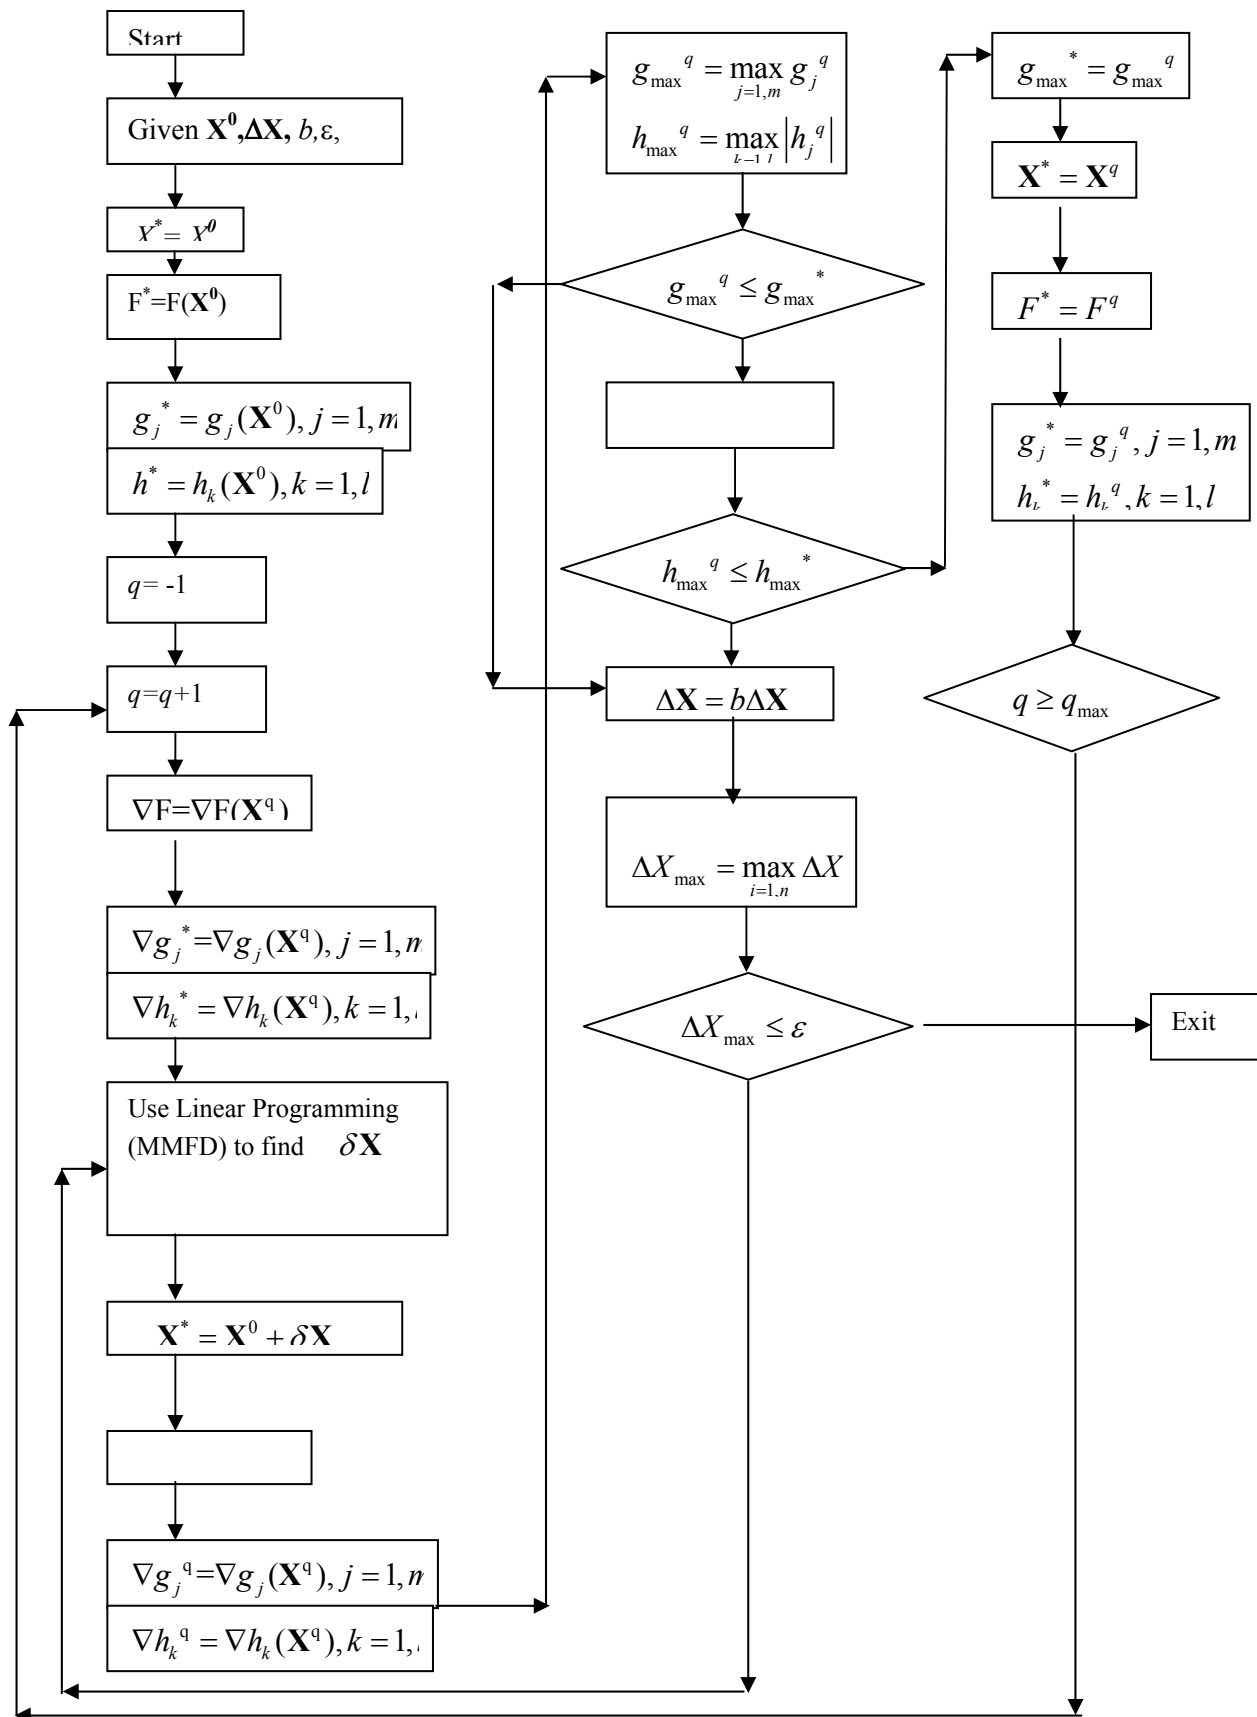 Start
Given X⁰,ΔX, b,ε,
X* = X⁰
F*=F(X⁰)
g_j* = g_j(X⁰), j = 1, m
h* = h_k(X⁰), k = 1, l
q= -1
q=q+1
∇F=∇F(X^q)
∇g_j*=∇g_j(X^q), j = 1, m
∇h_k* = ∇h_k(X^q), k = 1,
Use Linear Programming
(MMFD) to find δX
X* = X⁰ + δX
∇g_j^q=∇g_j(X^q), j = 1, m
∇h_k^q = ∇h_k(X^q), k = 1,
g_max^q = max g_j^q
j=1,m
h_max^q = max |h_j^q|
k=1,l
g_max^q ≤ g_max*
h_max^q ≤ h_max*
ΔX = bΔX
ΔX_max = max ΔX
i=1,n
ΔX_max ≤ ε
g_max* = g_max^q
X* = X^q
F* = F^q
g_j* = g_j^q, j = 1, m
h_k* = h_k^q, k = 1, l
q ≥ q_max
Exit